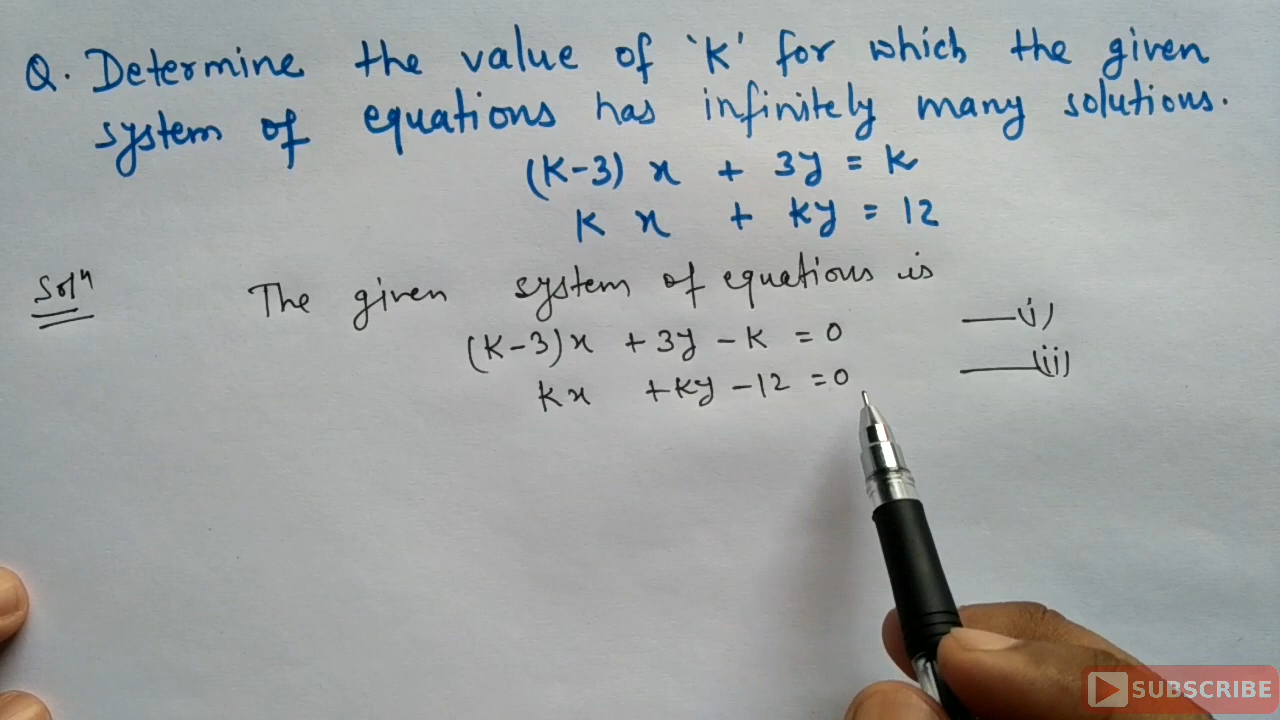 Q. Determine the value of 'K' for which the given
system of equations has infinitely many solutions.
(K-3) x + 3y = k
K x + ky = 12
Solⁿ The given system of equations is
(K-3)x + 3y - K = 0 —(i)
Kx + Ky - 12 = 0 —(ii)
SUBSCRIBE